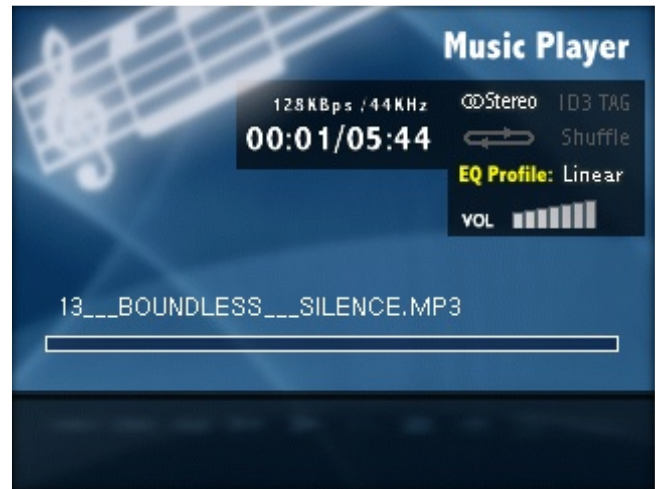 Music Player
128KBps /44KHz
Stereo
ID3 TAG
00:01/05:44
Shuffle
EQ Profile: Linear
VOL
13___BOUNDLESS___SILENCE.MP3